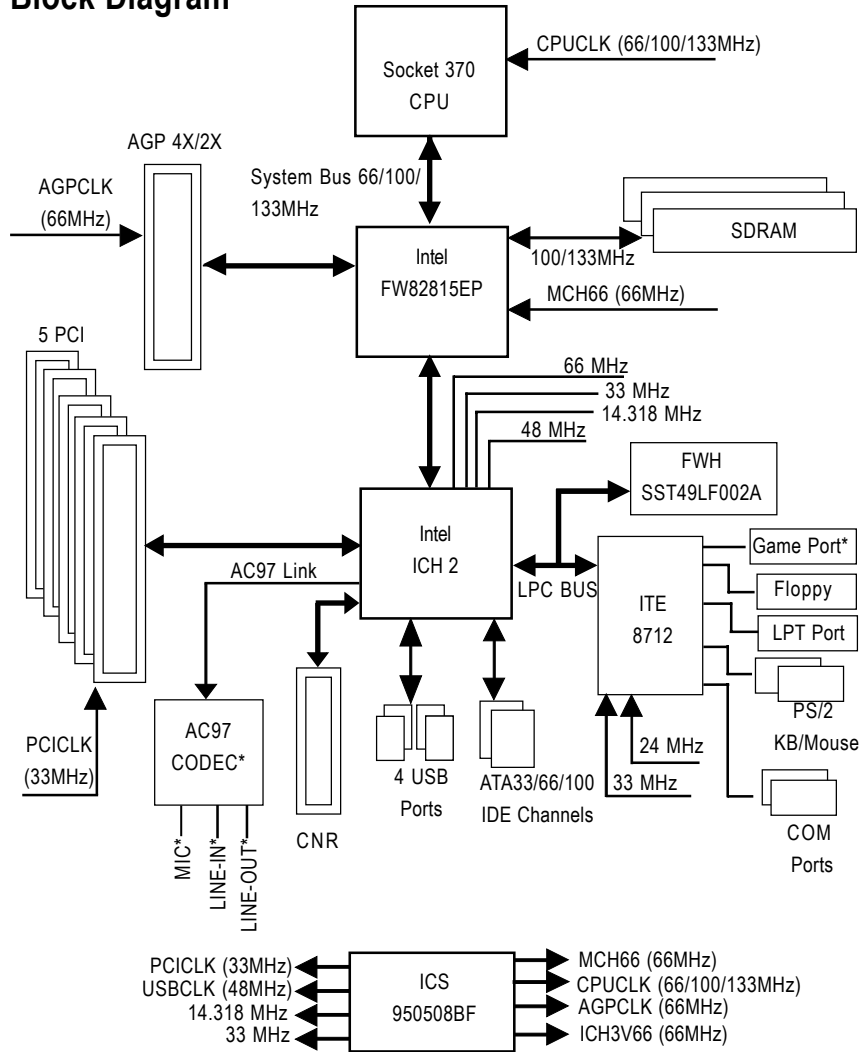 Block Diagram
Socket 370
CPU
CPUCLK (66/100/133MHz)
AGP 4X/2X
AGPCLK
(66MHz)
System Bus 66/100/
133MHz
Intel
FW82815EP
SDRAM
100/133MHz
MCH66 (66MHz)
5 PCI
66 MHz
33 MHz
14.318 MHz
48 MHz
FWH
SST49LF002A
Intel
ICH 2
AC97 Link
LPC BUS
ITE
8712
Game Port*
Floppy
LPT Port
PS/2
KB/Mouse
PCICLK
(33MHz)
AC97
CODEC*
24 MHz
33 MHz
4 USB
Ports
ATA33/66/100
IDE Channels
CNR
COM
Ports
MIC*
LINE-IN*
LINE-OUT*
PCICLK (33MHz)
USBCLK (48MHz)
14.318 MHz
33 MHz
ICS
950508BF
MCH66 (66MHz)
CPUCLK (66/100/133MHz)
AGPCLK (66MHz)
ICH3V66 (66MHz)